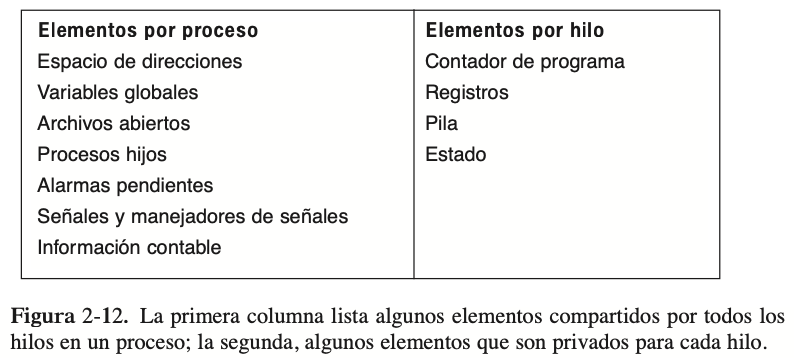 Elementos por proceso
Espacio de direcciones
Variables globales
Archivos abiertos
Procesos hijos
Alarmas pendientes
Señales y manejadores de señales
Información contable
Elementos por hilo
Contador de programa
Registros
Pila
Estado
Figura 2-12. La primera columna lista algunos elementos compartidos por todos los
hilos en un proceso; la segunda, algunos elementos que son privados para cada hilo.